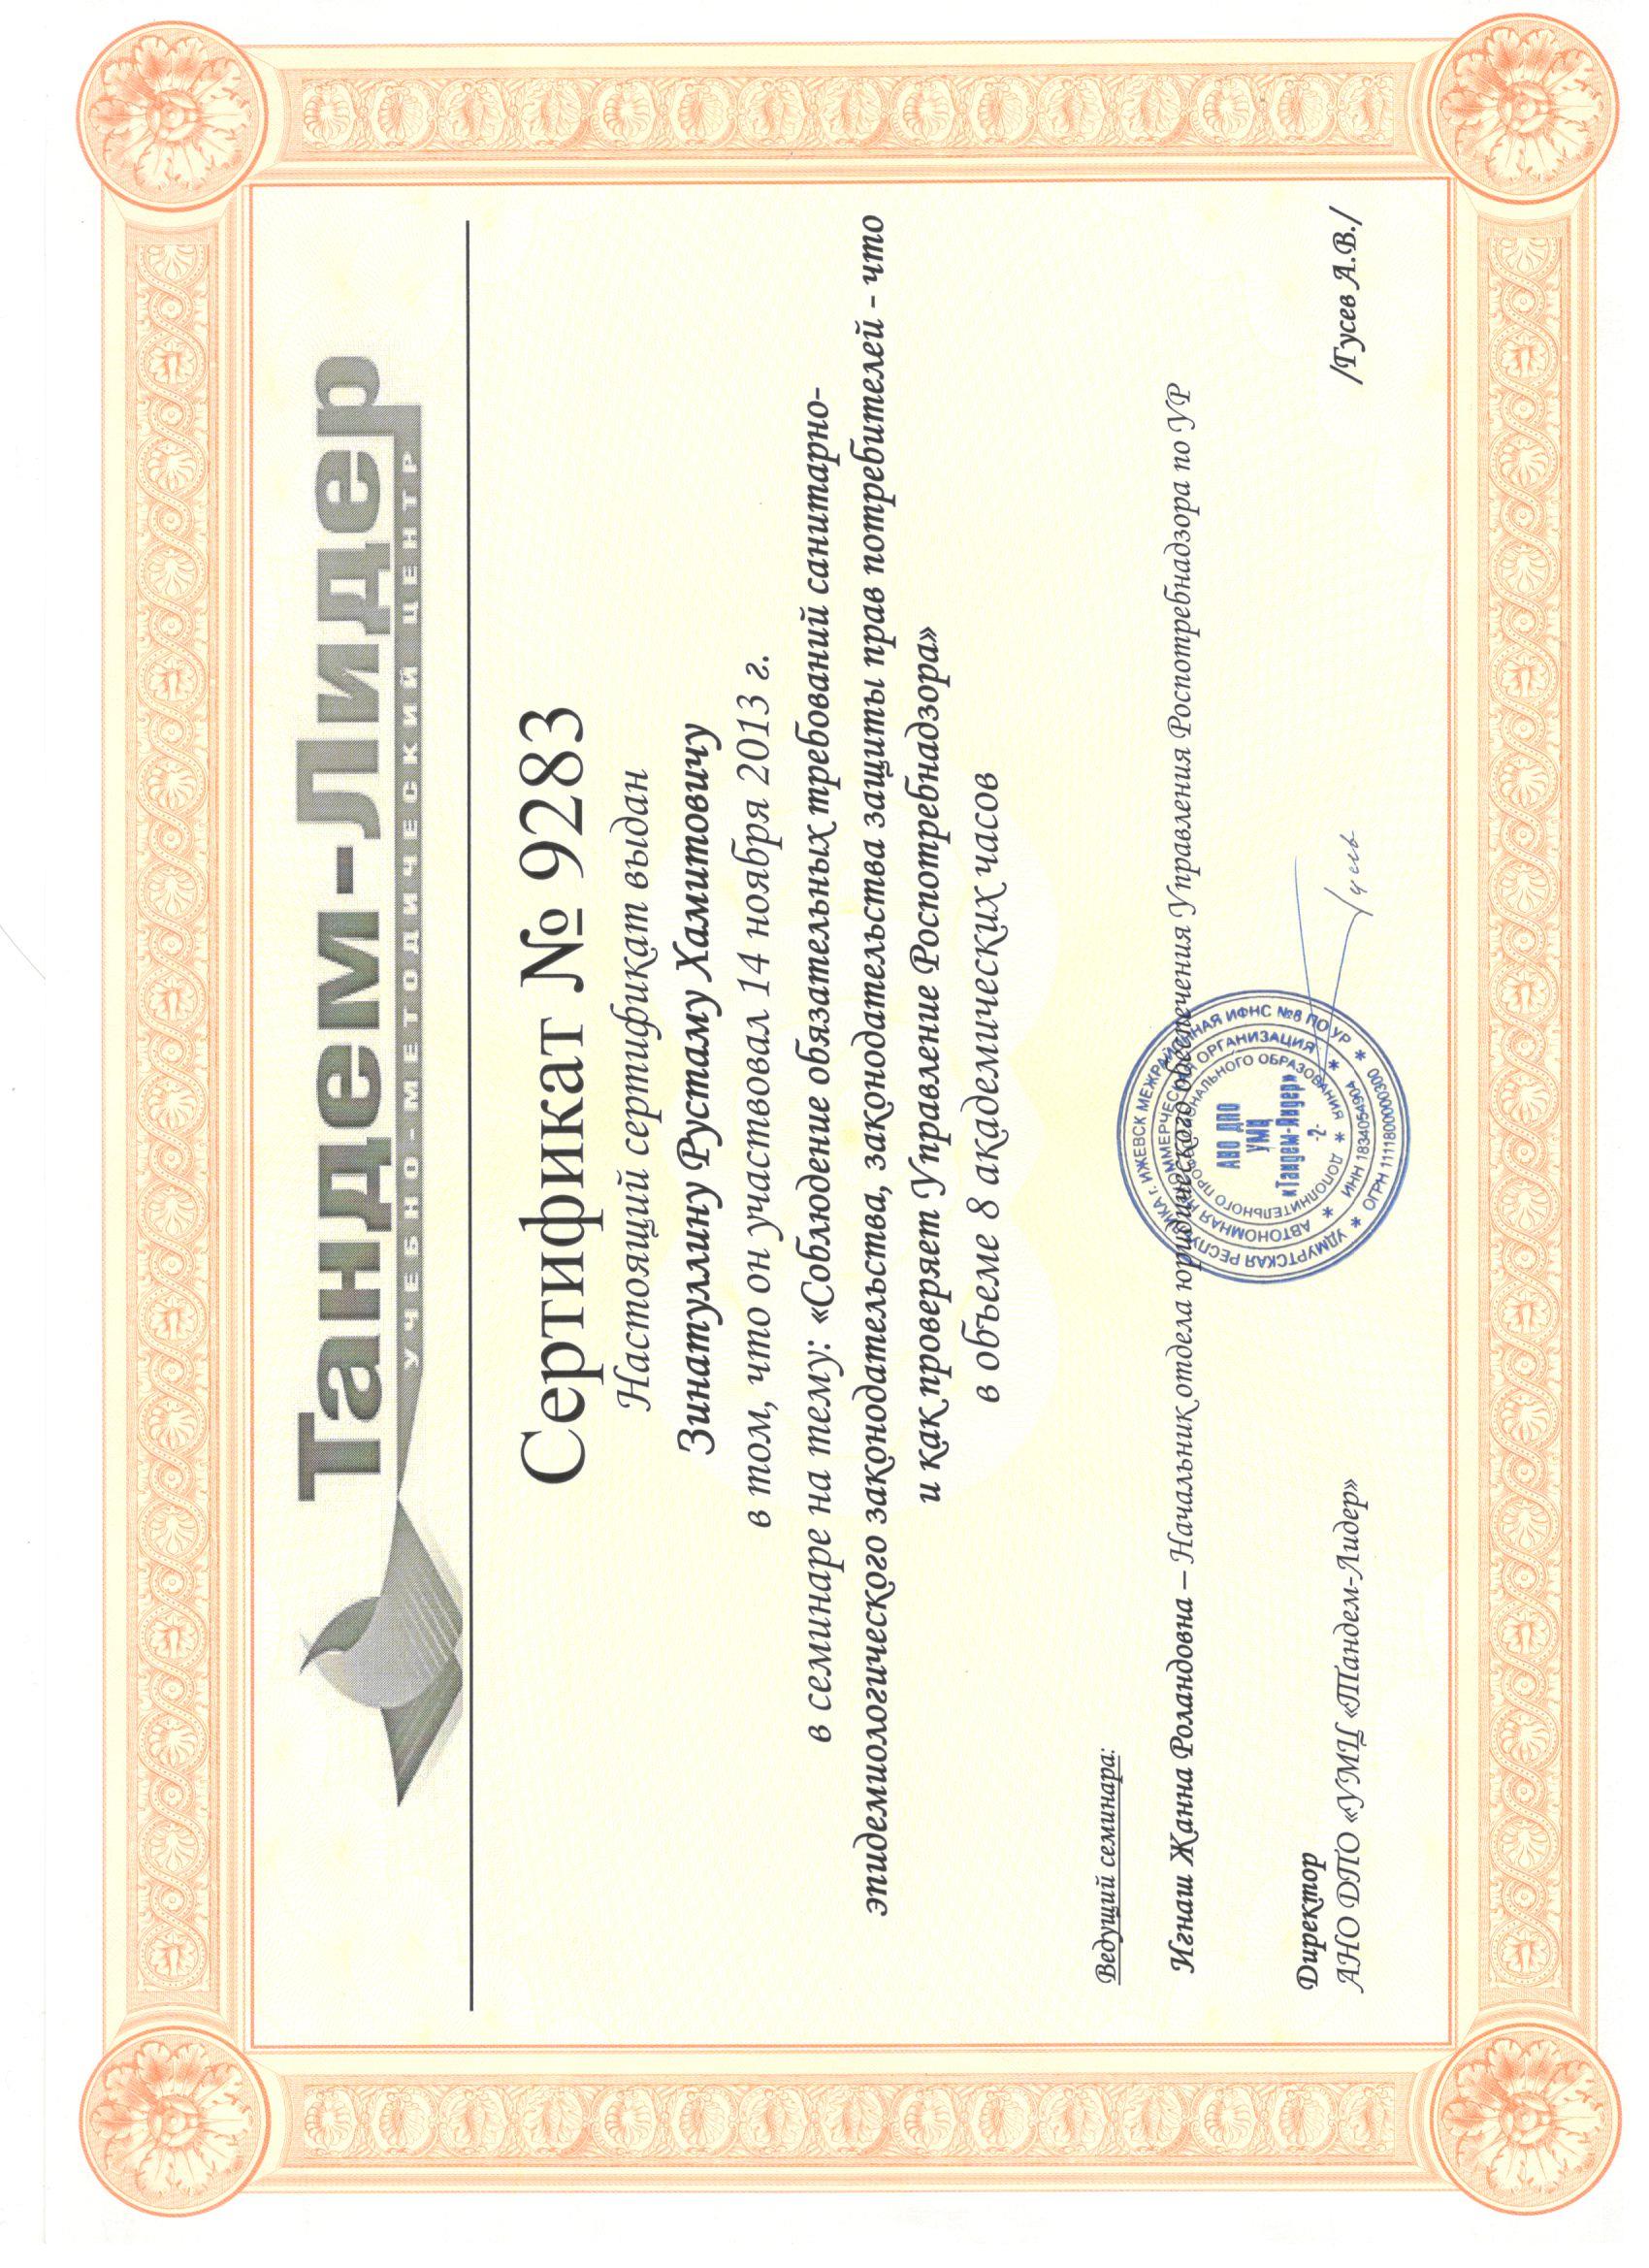 Тандем-Лидер
УЧЕБНО-МЕТОДИЧЕСКИЙ ЦЕНТР
Сертификат № 9283
Настоящий сертификат выдан
Зинатуллину Рустаму Хамитовичу
в том, что он участвовал 14 ноября 2013 г.
в семинаре на тему: «Соблюдение обязательных требований санитарно-
эпидемиологического законодательства, законодательства защиты прав потребителей - что
и как проверяет Управление Роспотребнадзора»
в объеме 8 академических часов
Ведущий семинара:
Игнаш Жанна Роландовна – Начальник отдела юридического обеспечения Управления Роспотребнадзора по УР
Директор
АНО ДПО «УМЦ «Тандем-Лидер» /Гусев А.В./
УДМУРТСКАЯ РЕСПУБЛИКА г. ИЖЕВСК МЕЖРАЙОННАЯ ИФНС №8 ПО УР * ОГРН 1111800000300 *
АВТОНОМНАЯ НЕКОММЕРЧЕСКАЯ ОРГАНИЗАЦИЯ * ИНН 1834054904 *
ДОПОЛНИТЕЛЬНОГО ПРОФЕССИОНАЛЬНОГО ОБРАЗОВАНИЯ *
АНО ДПО
УМЦ
«Тандем-Лидер»
-2-